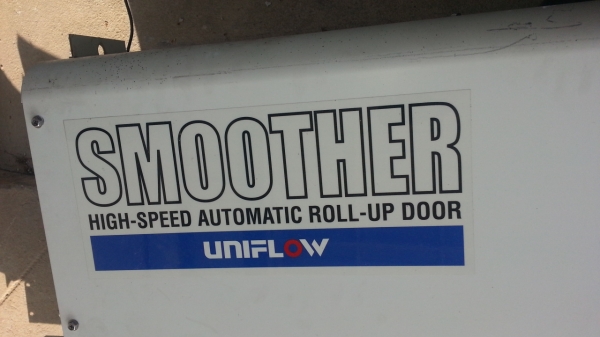 SMOOTHER
HIGH-SPEED AUTOMATIC ROLL-UP DOOR
UNIFLOW